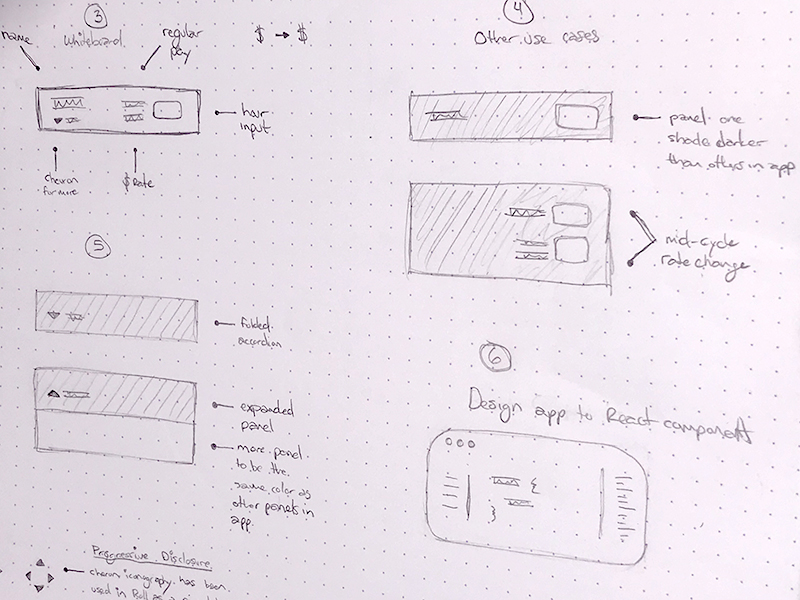 3
Whiteboard
name
regular
pay
$ → $
hour
input
chevron
for more
$ Rate
4
Other use cases
panel one
shade darker
than others in app
mid-cycle
rate change
5
folded
accordion
expanded
panel
more panel
to be the
same color as
other panels in
app.
6
Design app to React component
{
}
Progressive Disclosure
chevron iconography has been
used in Roll as a